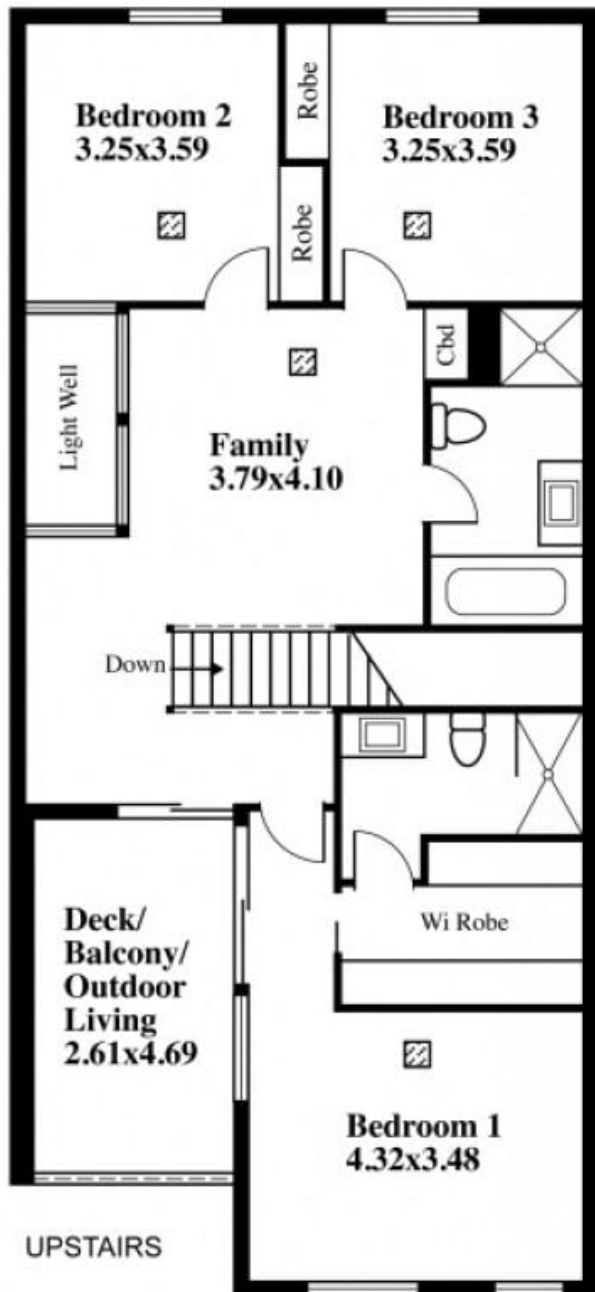 Bedroom 2
3.25x3.59
Robe
Robe
Bedroom 3
3.25x3.59
Light Well
Family
3.79x4.10
Cbd
Down
Deck/
Balcony/
Outdoor
Living
2.61x4.69
Wi Robe
Bedroom 1
4.32x3.48
UPSTAIRS